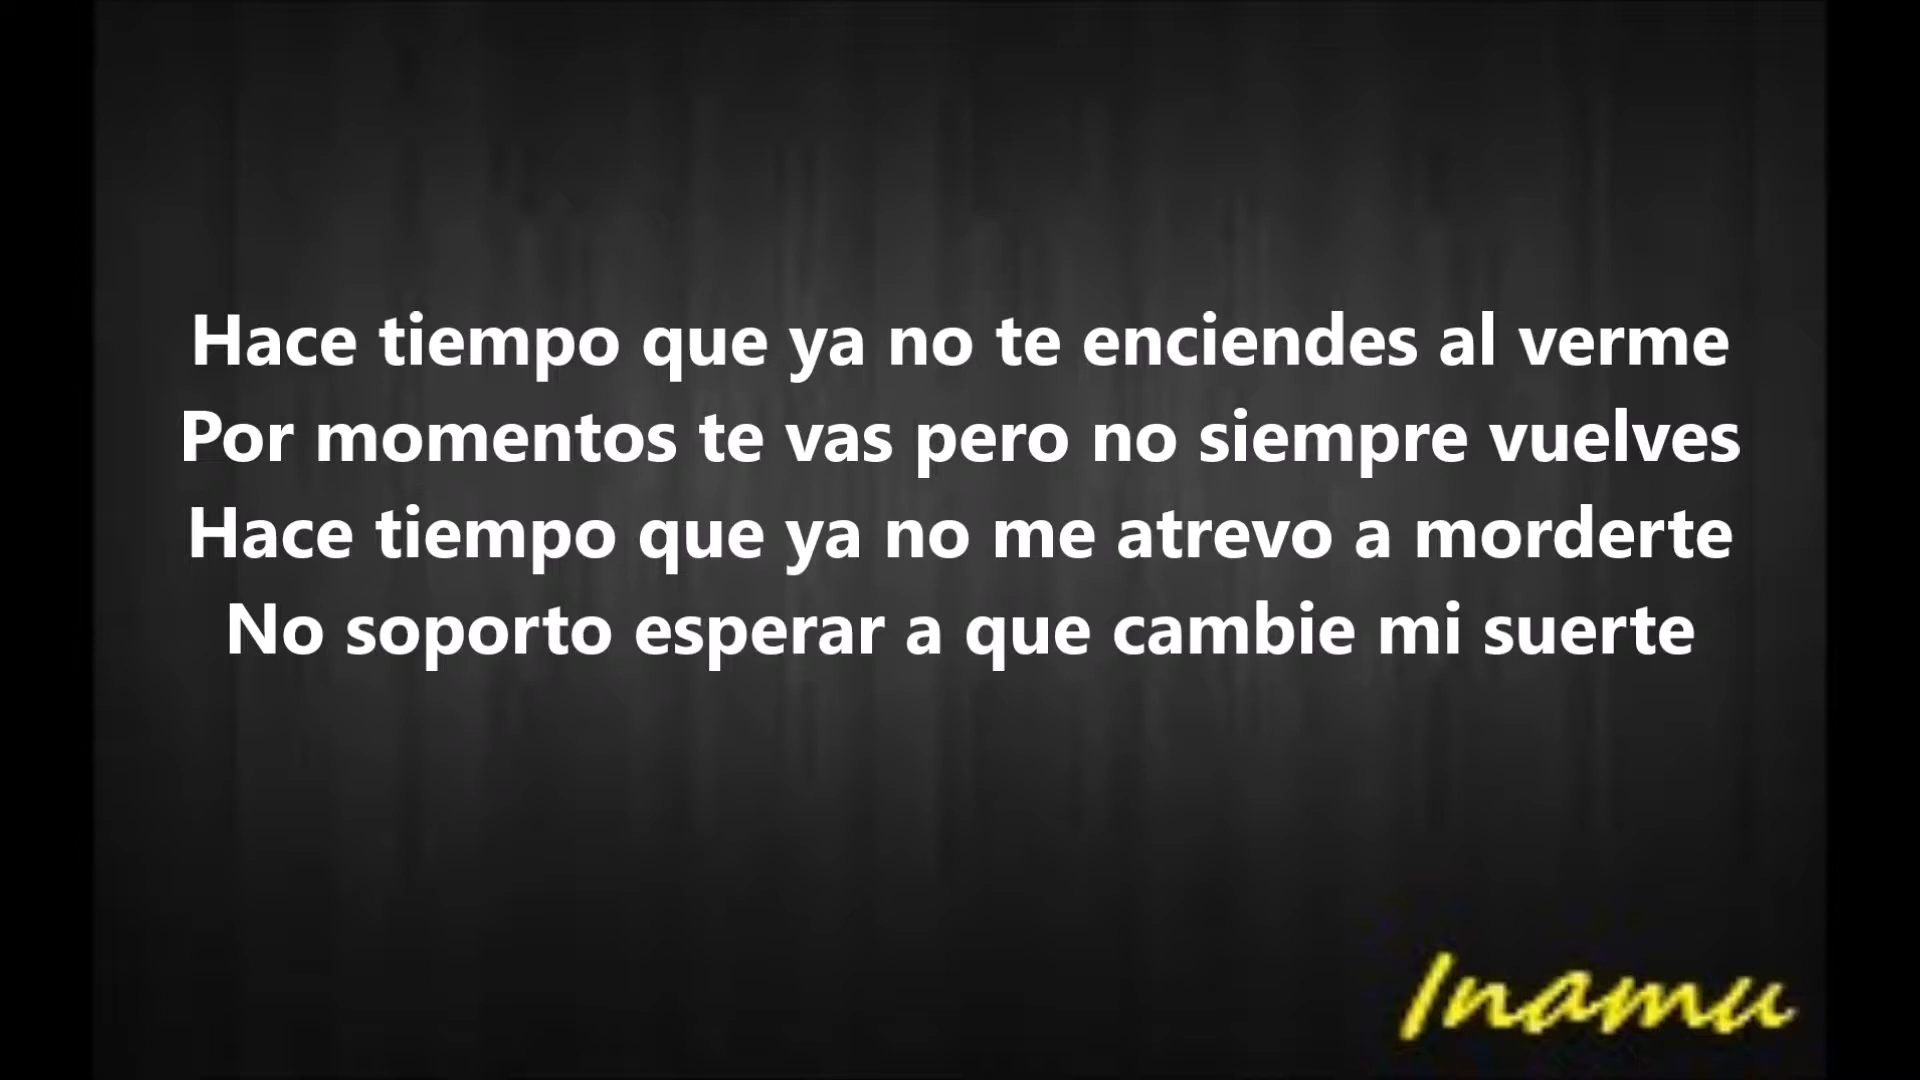 Hace tiempo que ya no te enciendes al verme
Por momentos te vas pero no siempre vuelves
Hace tiempo que ya no me atrevo a morderte
No soporto esperar a que cambie mi suerte
Inamu